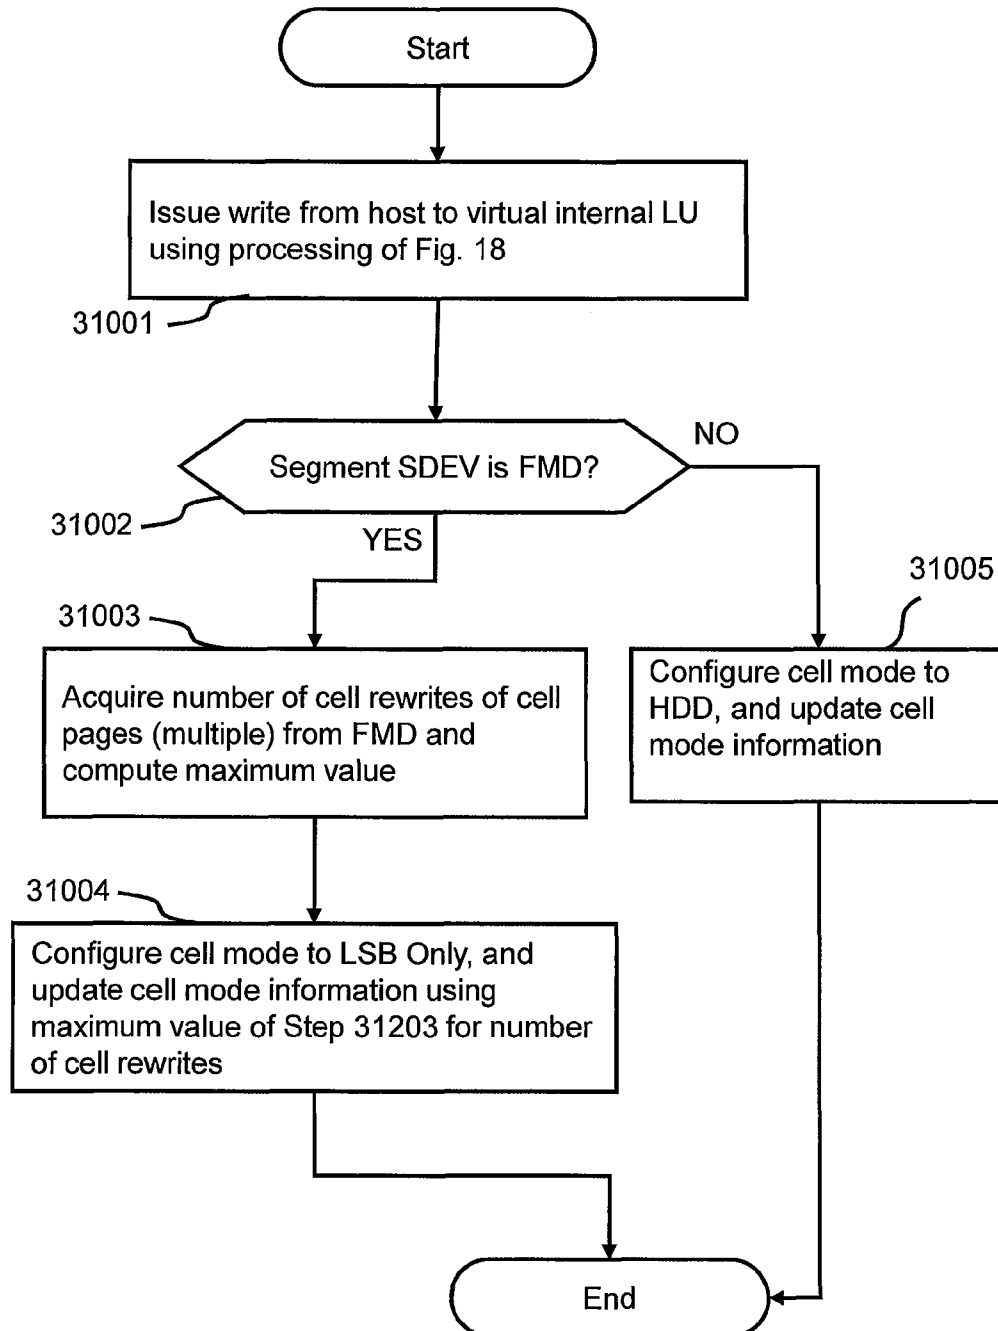 Start
Issue write from host to virtual internal LU
using processing of Fig. 18
31001
Segment SDEV is FMD?
NO
31002
YES
31005
31003
Acquire number of cell rewrites of cell
pages (multiple) from FMD and
compute maximum value
Configure cell mode to
HDD, and update cell
mode information
31004
Configure cell mode to LSB Only, and
update cell mode information using
maximum value of Step 31203 for number
of cell rewrites
End